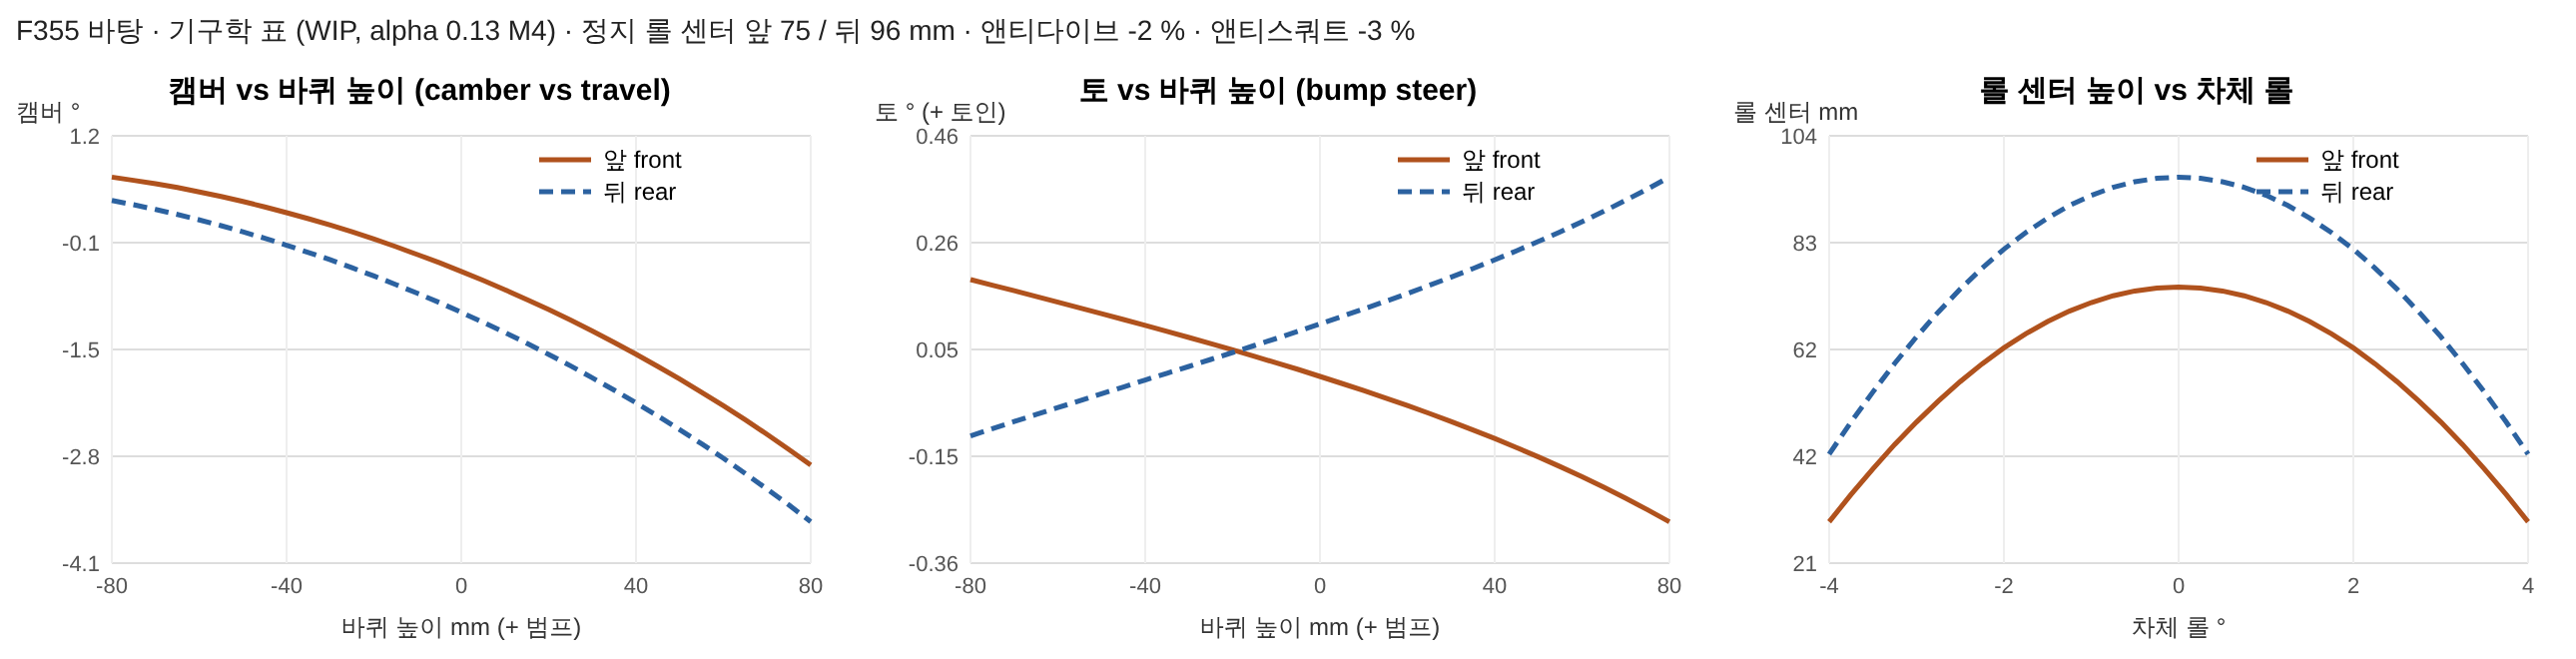 F355 바탕 · 기구학 표 (WIP, alpha 0.13 M4) · 정지 롤 센터 앞 75 / 뒤 96 mm · 앤티다이브 -2 % · 앤티스쿼트 -3 %
캠버 vs 바퀴 높이 (camber vs travel)
캠버 °
1.2
-0.1
-1.5
-2.8
-4.1
-80
-40
0
40
80
앞 front
뒤 rear
바퀴 높이 mm (+ 범프)
토 vs 바퀴 높이 (bump steer)
토 ° (+ 토인)
0.46
0.26
0.05
-0.15
-0.36
-80
-40
0
40
80
앞 front
뒤 rear
바퀴 높이 mm (+ 범프)
롤 센터 높이 vs 차체 롤
롤 센터 mm
104
83
62
42
21
-4
-2
0
2
4
앞 front
뒤 rear
차체 롤 °